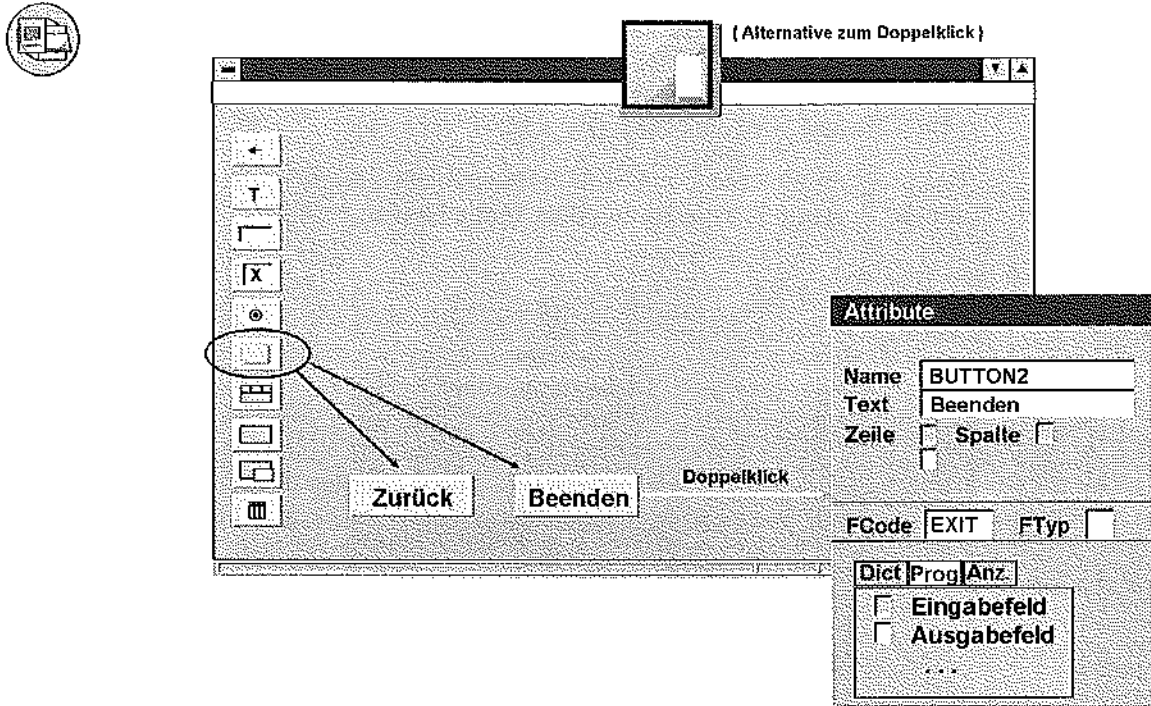 ( Alternative zum Doppelklick )
T
X
Attribute
Name BUTTON2
Text Beenden
Zeile Spalte
Doppelklick
Zurück Beenden
FCode EXIT FTyp
Dict Prog Anz.
Eingabefeld
Ausgabefeld
. . .